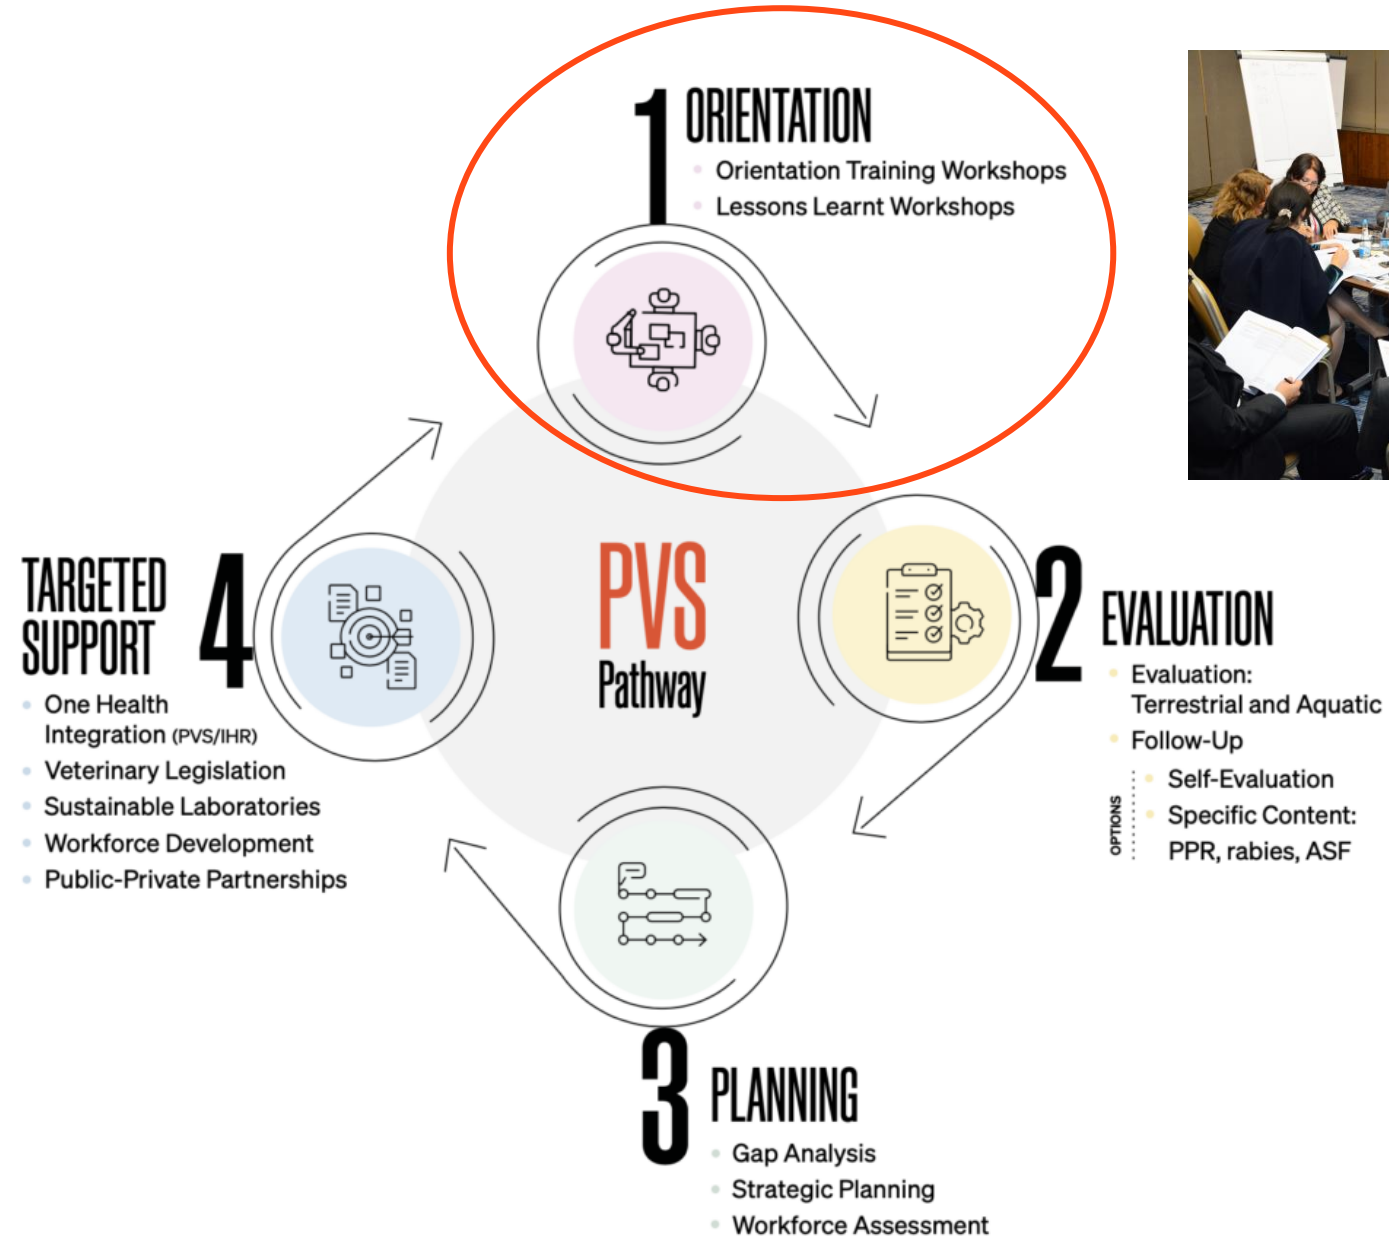 1 ORIENTATION
Orientation Training Workshops
Lessons Learnt Workshops
PVS
Pathway
2 EVALUATION
Evaluation:
Terrestrial and Aquatic
Follow-Up
OPTIONS
Self-Evaluation
Specific Content:
PPR, rabies, ASF
3 PLANNING
Gap Analysis
Strategic Planning
Workforce Assessment
TARGETED
SUPPORT 4
One Health
Integration (PVS/IHR)
Veterinary Legislation
Sustainable Laboratories
Workforce Development
Public-Private Partnerships